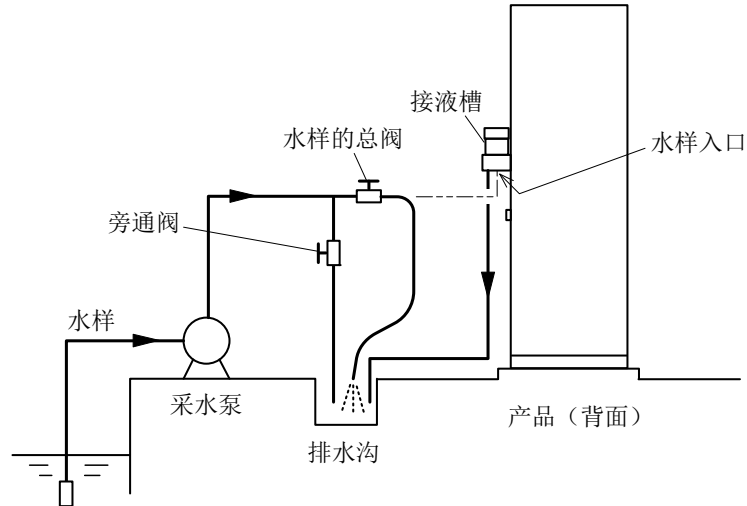 接液槽
水样的总阀
水样入口
旁通阀
水样
采水泵
产品（背面）
排水沟